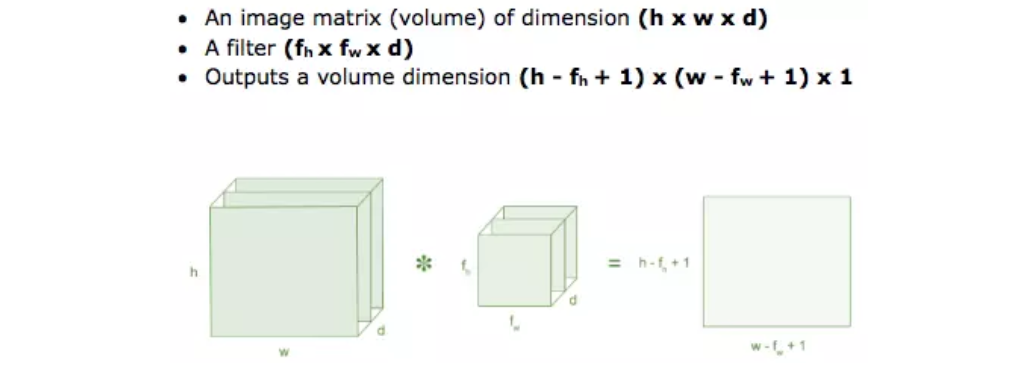 • An image matrix (volume) of dimension (h x w x d)
• A filter (fh x fw x d)
• Outputs a volume dimension (h - fh + 1) x (w - fw + 1) x 1
h
w
d
*
fh
fw
d
=
h - fh + 1
w - fw + 1